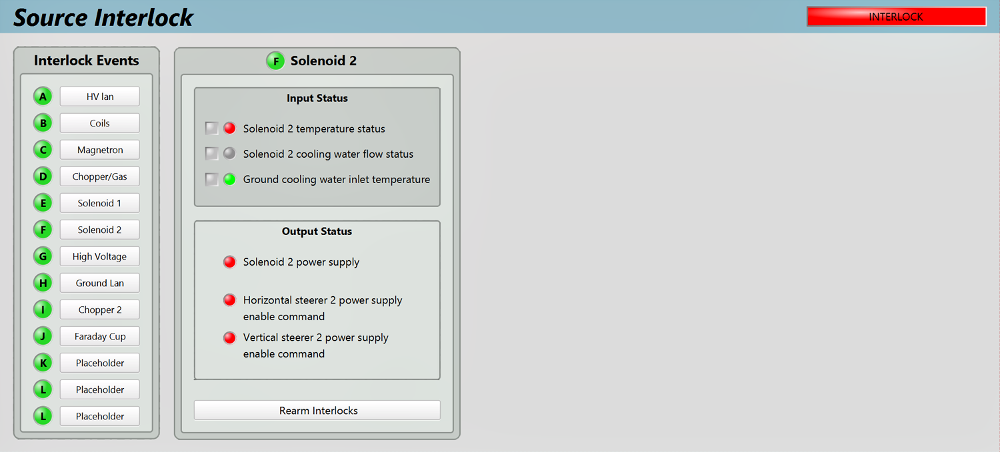 Source Interlock
INTERLOCK
Interlock Events
A HV lan
B Coils
C Magnetron
D Chopper/Gas
E Solenoid 1
F Solenoid 2
G High Voltage
H Ground Lan
I Chopper 2
J Faraday Cup
K Placeholder
L Placeholder
L Placeholder
F Solenoid 2
Input Status
Solenoid 2 temperature status
Solenoid 2 cooling water flow status
Ground cooling water inlet temperature
Output Status
Solenoid 2 power supply
Horizontal steerer 2 power supply
enable command
Vertical steerer 2 power supply
enable command
Rearm Interlocks